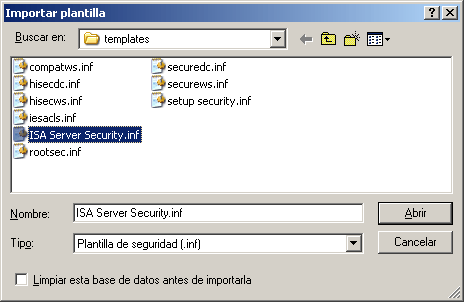 Importar plantilla
Buscar en: templates
compatws.inf
hisecdc.inf
hisecws.inf
iesacls.inf
ISA Server Security.inf
rootsec.inf
securedc.inf
securews.inf
setup security.inf
Nombre: ISA Server Security.inf Abrir
Tipo: Plantilla de seguridad (.inf) Cancelar
Limpiar esta base de datos antes de importarla